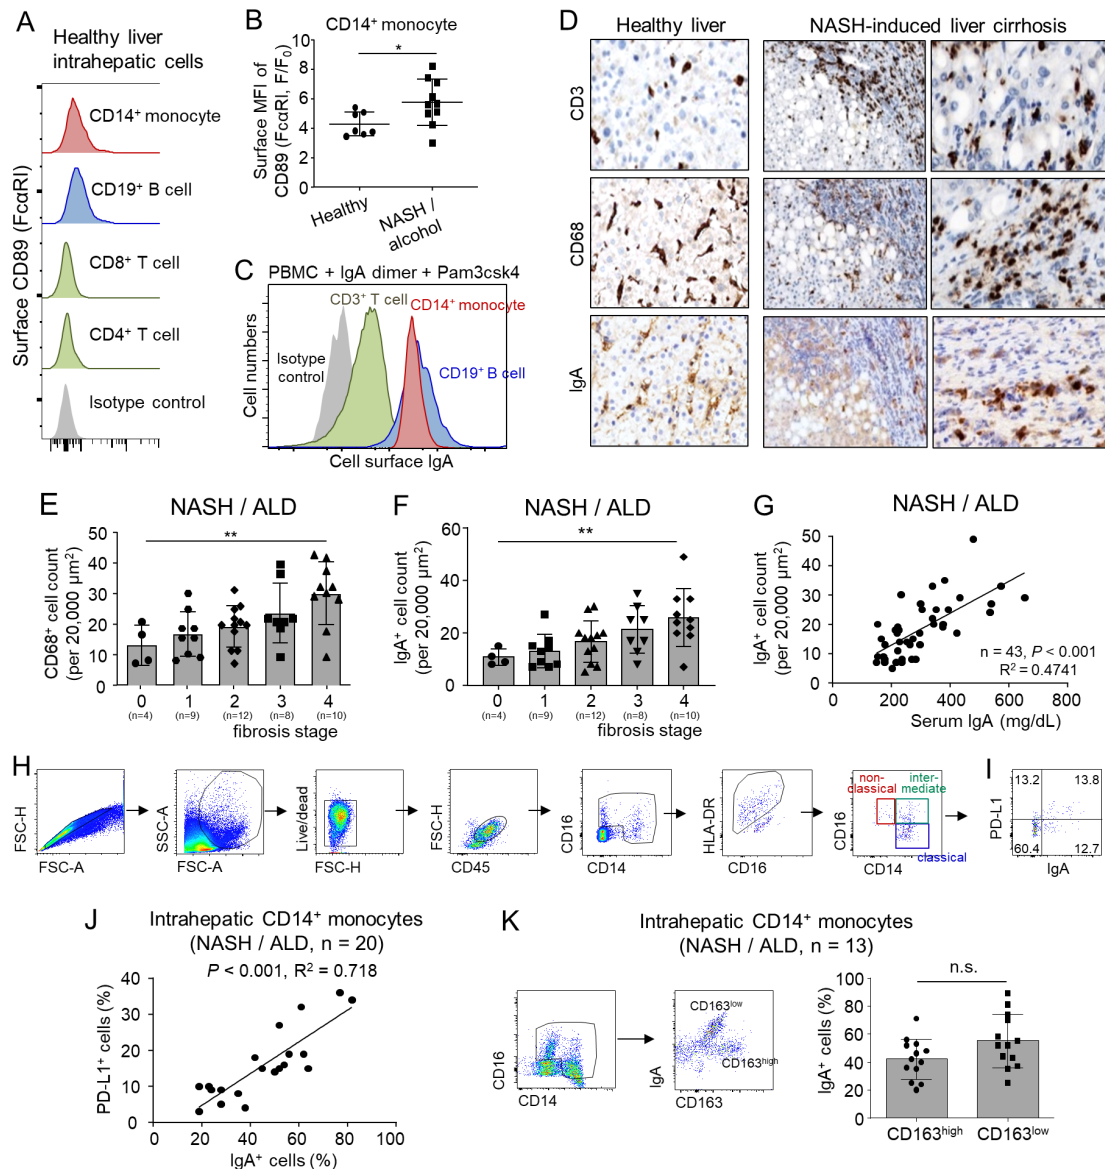 A
Healthy liver
intrahepatic cells
Surface CD89 (FcαRI)
CD14⁺ monocyte
CD19⁺ B cell
CD8⁺ T cell
CD4⁺ T cell
Isotype control
B
CD14⁺ monocyte
*
Surface MFI of
CD89 (FcαRI, F/F₀)
10
8
6
4
2
0
Healthy
NASH /
alcohol
C
PBMC + IgA dimer + Pam3csk4
CD3⁺ T cell
CD14⁺ monocyte
Isotype
control
CD19⁺ B cell
Cell numbers
Cell surface IgA
D
Healthy liver
NASH-induced liver cirrhosis
CD3
CD68
IgA
E
NASH / ALD
**
CD68⁺ cell count
(per 20,000 µm²)
50
40
30
20
10
0
0 1 2 3 4
(n=4) (n=9) (n=12) (n=8) (n=10)
fibrosis stage
F
NASH / ALD
**
IgA⁺ cell count
(per 20,000 µm²)
60
40
20
0
0 1 2 3 4
(n=4) (n=9) (n=12) (n=8) (n=10)
fibrosis stage
G
NASH / ALD
IgA⁺ cell count
(per 20,000 µm²)
50
40
30
20
10
0
n = 43, P < 0.001
R² = 0.4741
0 200 400 600 800
Serum IgA (mg/dL)
H
FSC-H
FSC-A
SSC-A
FSC-A
Live/dead
FSC-H
FSC-H
CD45
CD16
CD14
HLA-DR
CD16
non-
classical
inter-
mediate
classical
CD16
CD14
I
13.2 13.8
60.4 12.7
PD-L1
IgA
J
Intrahepatic CD14⁺ monocytes
(NASH / ALD, n = 20)
P < 0.001, R² = 0.718
PD-L1⁺ cells (%)
40
30
20
10
0
0 20 40 60 80 100
IgA⁺ cells (%)
K
Intrahepatic CD14⁺ monocytes
(NASH / ALD, n = 13)
CD16
CD14
CD163ˡᵒʷ
CD163ʰⁱᵍʰ
IgA
CD163
n.s.
IgA⁺ cells (%)
100
80
60
40
20
0
CD163ʰⁱᵍʰ CD163ˡᵒʷ